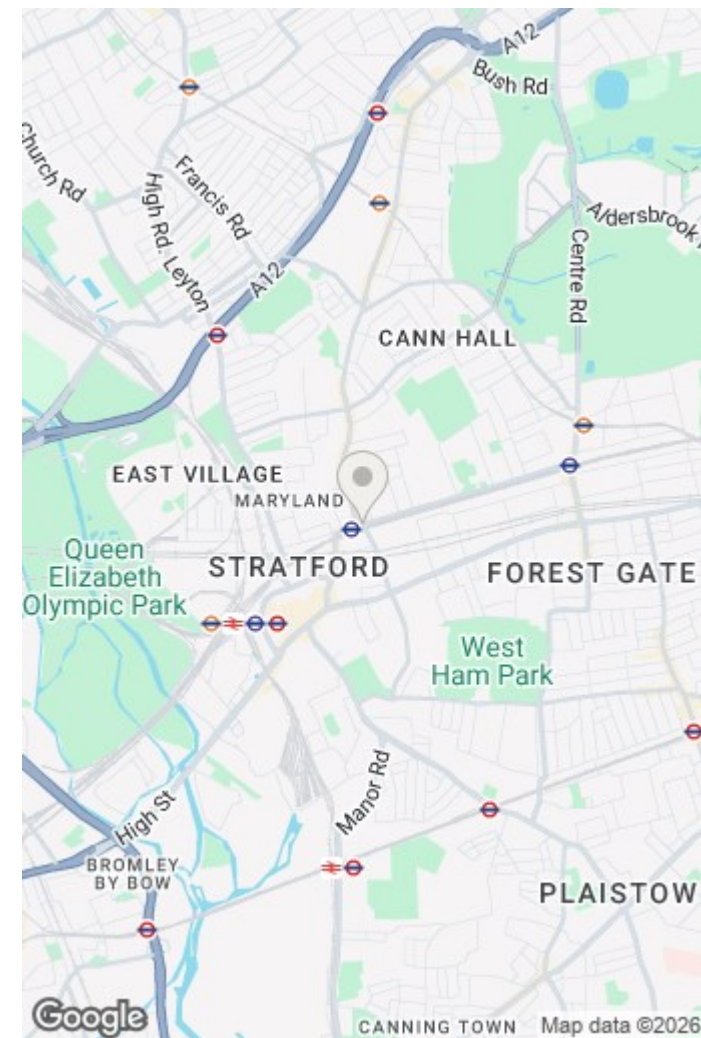 A12
Bush Rd
Church Rd
Francis Rd
High Rd. Leyton
A12
Aldersbrook
Centre Rd
CANN HALL
EAST VILLAGE
MARYLAND
Queen
Elizabeth
Olympic Park
STRATFORD
FOREST GATE
West
Ham Park
Manor Rd
High St
BROMLEY
BY BOW
PLAISTOW
Google
CANNING TOWN
Map data ©2026